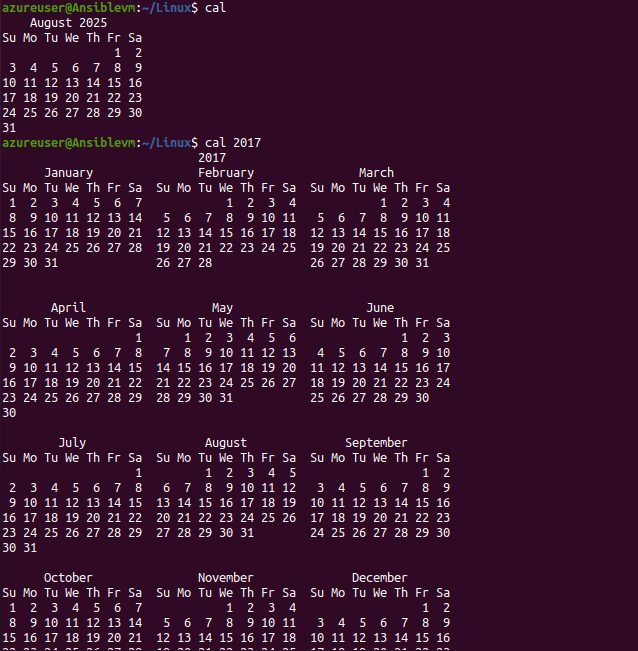 azureuser@Ansiblevm:~/Linux$ cal
    August 2025
Su Mo Tu We Th Fr Sa
                1  2
 3  4  5  6  7  8  9
10 11 12 13 14 15 16
17 18 19 20 21 22 23
24 25 26 27 28 29 30
31
azureuser@Ansiblevm:~/Linux$ cal 2017
                            2017
      January               February               March
Su Mo Tu We Th Fr Sa  Su Mo Tu We Th Fr Sa  Su Mo Tu We Th Fr Sa
 1  2  3  4  5  6  7            1  2  3  4            1  2  3  4
 8  9 10 11 12 13 14   5  6  7  8  9 10 11   5  6  7  8  9 10 11
15 16 17 18 19 20 21  12 13 14 15 16 17 18  12 13 14 15 16 17 18
22 23 24 25 26 27 28  19 20 21 22 23 24 25  19 20 21 22 23 24 25
29 30 31              26 27 28              26 27 28 29 30 31

       April                  May                   June
Su Mo Tu We Th Fr Sa  Su Mo Tu We Th Fr Sa  Su Mo Tu We Th Fr Sa
                   1      1  2  3  4  5  6               1  2  3
 2  3  4  5  6  7  8   7  8  9 10 11 12 13   4  5  6  7  8  9 10
 9 10 11 12 13 14 15  14 15 16 17 18 19 20  11 12 13 14 15 16 17
16 17 18 19 20 21 22  21 22 23 24 25 26 27  18 19 20 21 22 23 24
23 24 25 26 27 28 29  28 29 30 31           25 26 27 28 29 30
30

        July                 August              September
Su Mo Tu We Th Fr Sa  Su Mo Tu We Th Fr Sa  Su Mo Tu We Th Fr Sa
                   1         1  2  3  4  5                  1  2
 2  3  4  5  6  7  8   6  7  8  9 10 11 12   3  4  5  6  7  8  9
 9 10 11 12 13 14 15  13 14 15 16 17 18 19  10 11 12 13 14 15 16
16 17 18 19 20 21 22  20 21 22 23 24 25 26  17 18 19 20 21 22 23
23 24 25 26 27 28 29  27 28 29 30 31        24 25 26 27 28 29 30
30 31

      October               November              December
Su Mo Tu We Th Fr Sa  Su Mo Tu We Th Fr Sa  Su Mo Tu We Th Fr Sa
 1  2  3  4  5  6  7            1  2  3  4                  1  2
 8  9 10 11 12 13 14   5  6  7  8  9 10 11   3  4  5  6  7  8  9
15 16 17 18 19 20 21  12 13 14 15 16 17 18  10 11 12 13 14 15 16